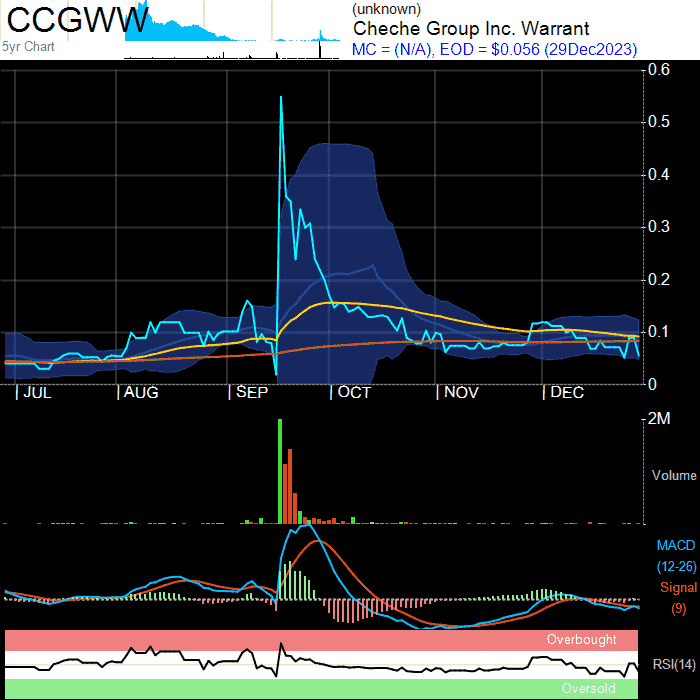 CCGWW
5yr Chart
(unknown)
Cheche Group Inc. Warrant
MC = (N/A), EOD = $0.056 (29Dec2023)
0.6
0.5
0.4
0.3
0.2
0.1
0
JUL AUG SEP OCT NOV DEC
2M
Volume
MACD
(12-26)
Signal
(9)
Overbought
RSI(14)
Oversold